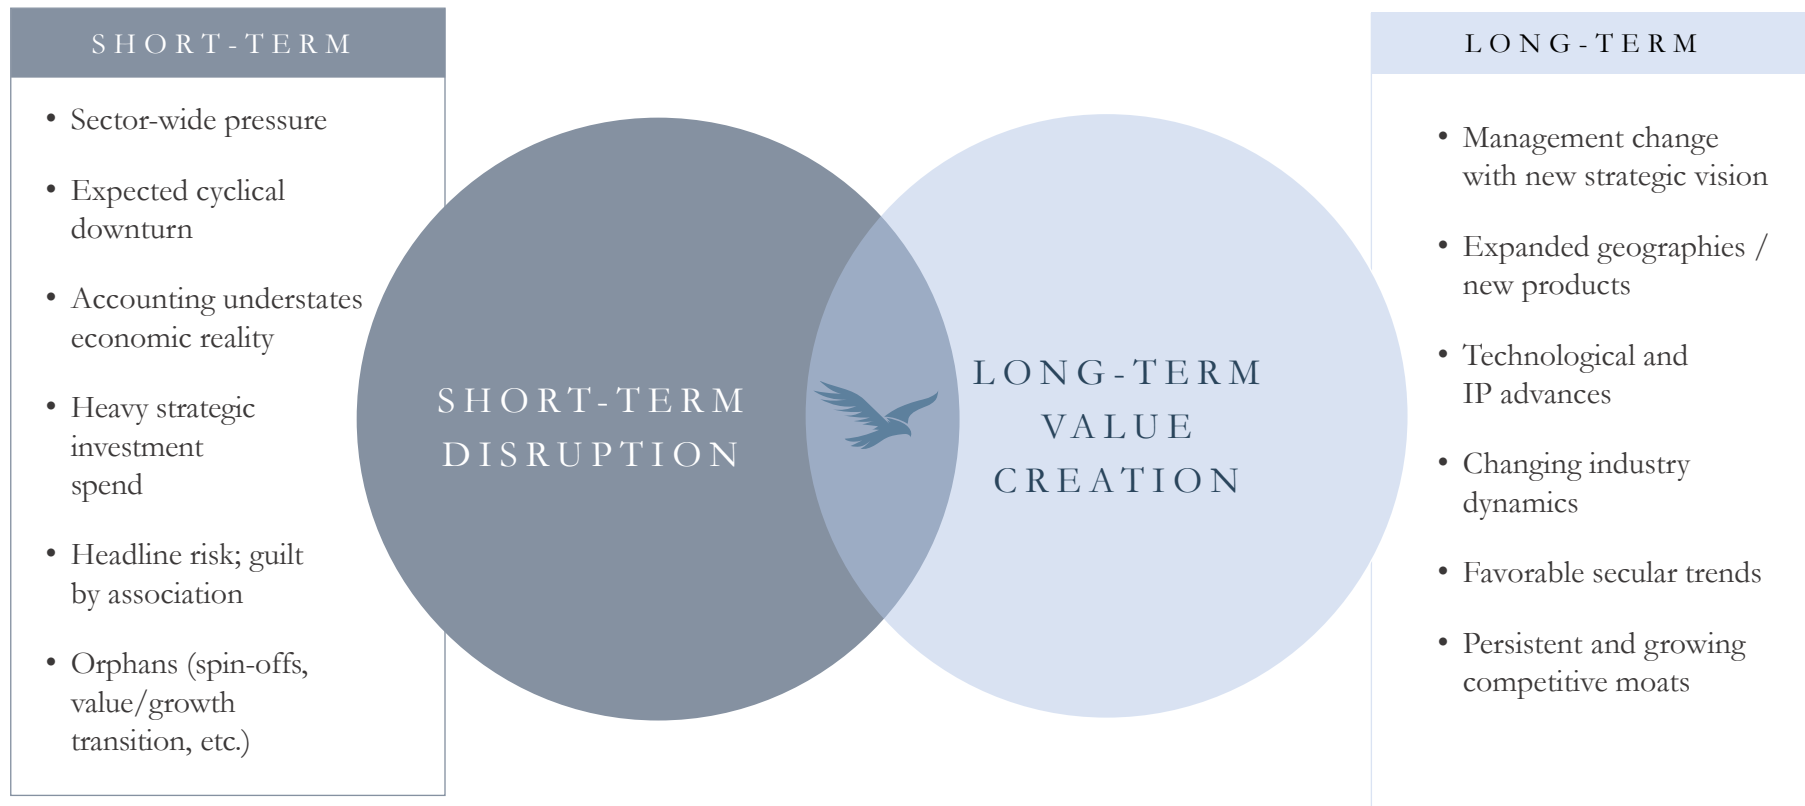 SHORT-TERM
• Sector-wide pressure
• Expected cyclical
downturn
• Accounting understates
economic reality
• Heavy strategic
investment
spend
• Headline risk; guilt
by association
• Orphans (spin-offs,
value/growth
transition, etc.)
SHORT-TERM
DISRUPTION
LONG-TERM
VALUE
CREATION
LONG-TERM
• Management change
with new strategic vision
• Expanded geographies /
new products
• Technological and
IP advances
• Changing industry
dynamics
• Favorable secular trends
• Persistent and growing
competitive moats